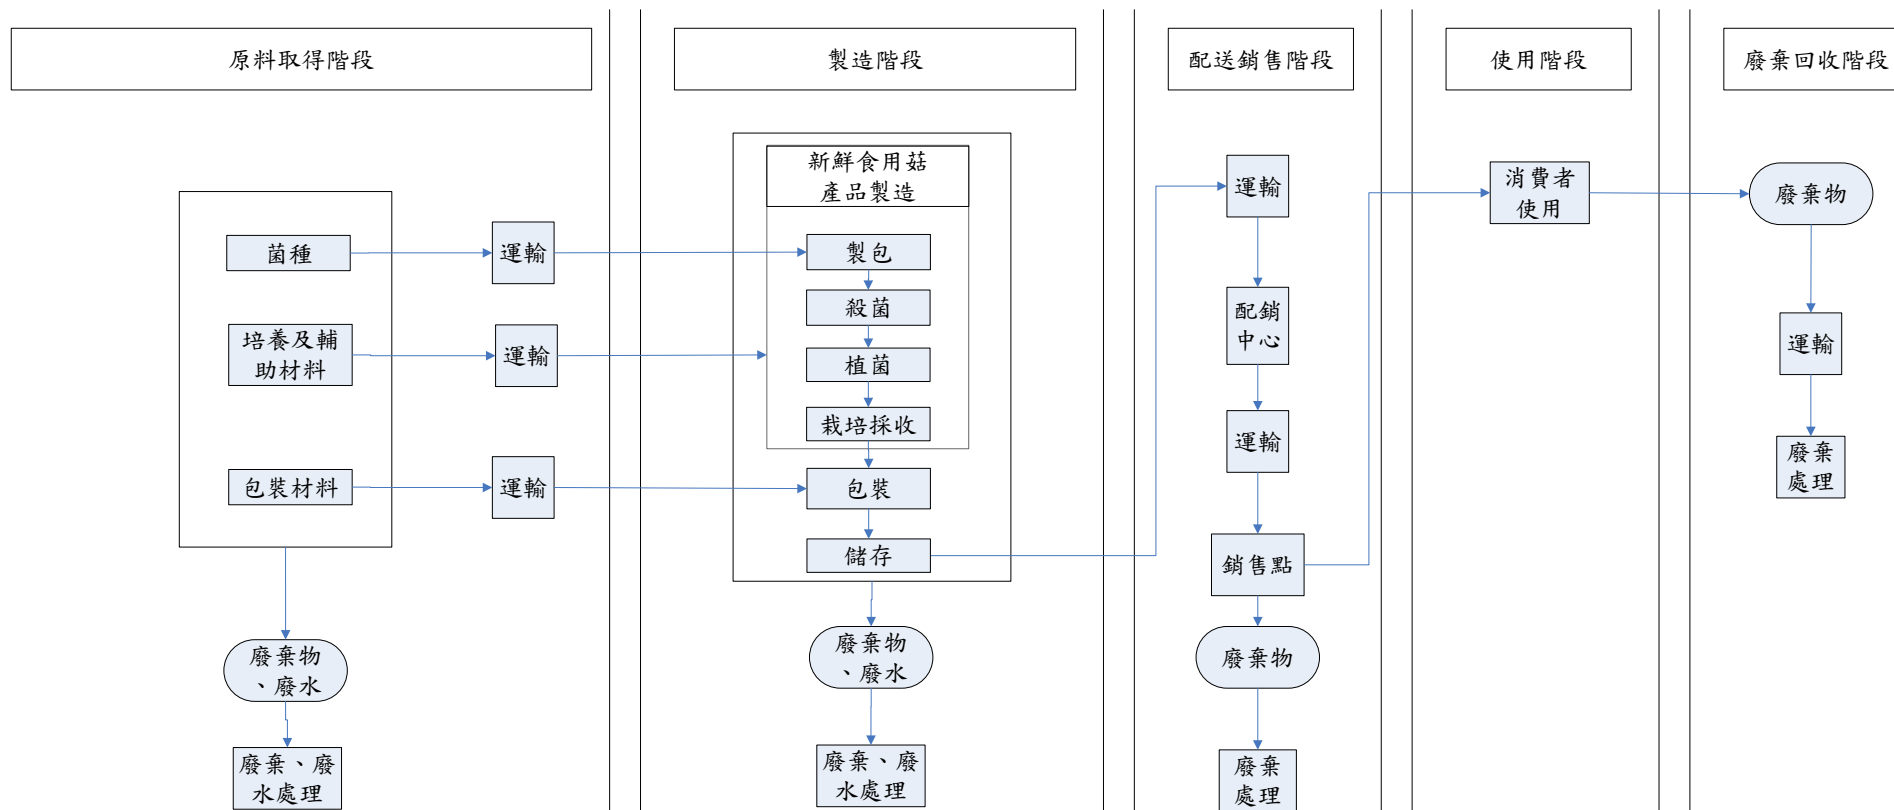 原料取得階段
製造階段
配送銷售階段
使用階段
廢棄回收階段
菌種
運輸
培養及輔
助材料
運輸
包裝材料
運輸
廢棄物
、廢水
廢棄、廢
水處理
新鮮食用菇
產品製造
製包
殺菌
植菌
栽培採收
包裝
儲存
廢棄物
、廢水
廢棄、廢
水處理
運輸
配銷
中心
運輸
銷售點
廢棄物
廢棄
處理
消費者
使用
廢棄物
運輸
廢棄
處理